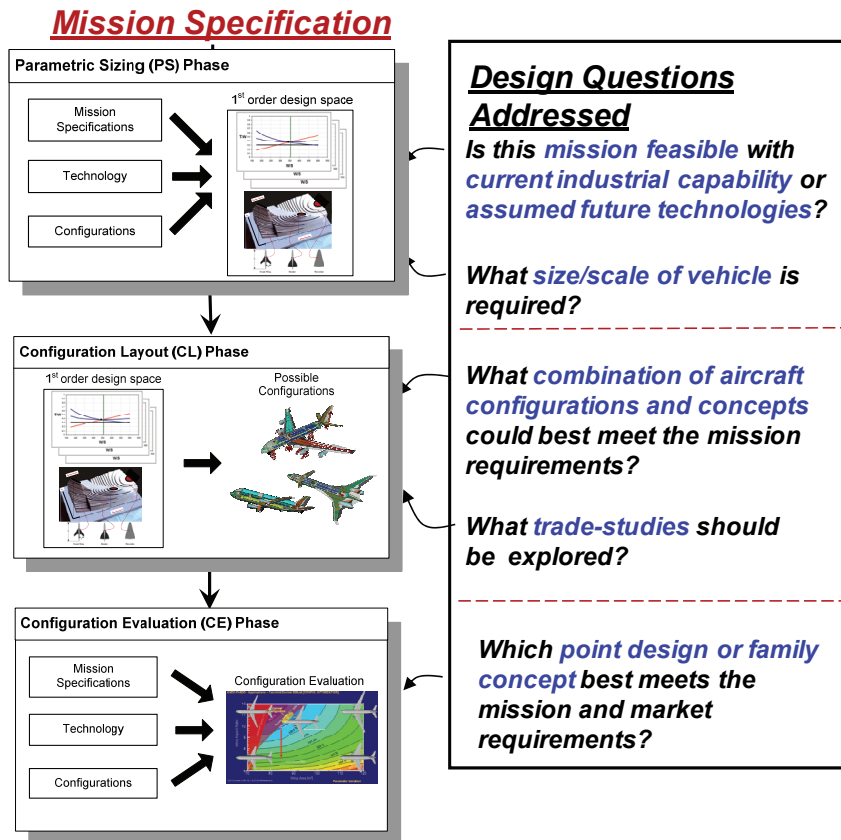 Mission Specification
Parametric Sizing (PS) Phase
Mission
Specifications
Technology
Configurations
1st order design space
T/W
W/S
W/S
W/S
Configuration Layout (CL) Phase
1st order design space
W/S
W/S
W/S
Possible
Configurations
Configuration Evaluation (CE) Phase
Mission
Specifications
Technology
Configurations
Configuration Evaluation
Design Questions
Addressed
Is this mission feasible with
current industrial capability or
assumed future technologies?
What size/scale of vehicle is
required?
What combination of aircraft
configurations and concepts
could best meet the mission
requirements?
What trade-studies should
be explored?
Which point design or family
concept best meets the
mission and market
requirements?